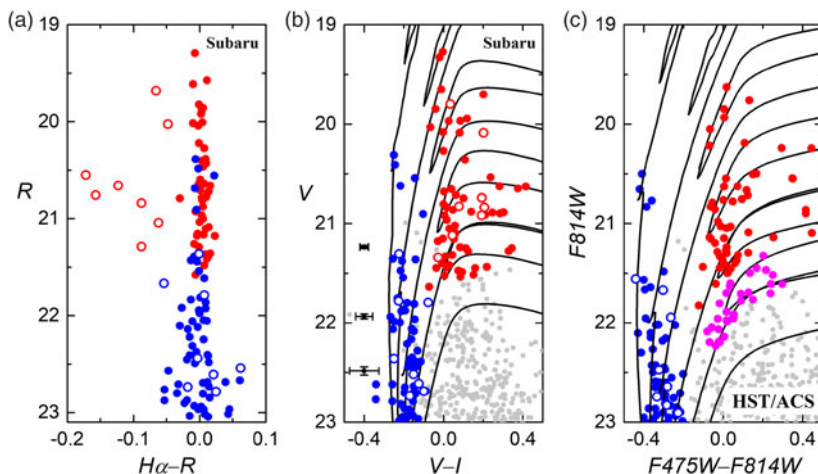 (a)
Subaru
19
20
21
22
23
R
-0.2
-0.1
0.0
0.1
Hα–R
(b)
Subaru
19
20
21
22
23
V
-0.4
0.0
0.4
V–I
(c)
19
20
21
22
23
F814W
HST/ACS
-0.4
0.0
0.4
F475W–F814W